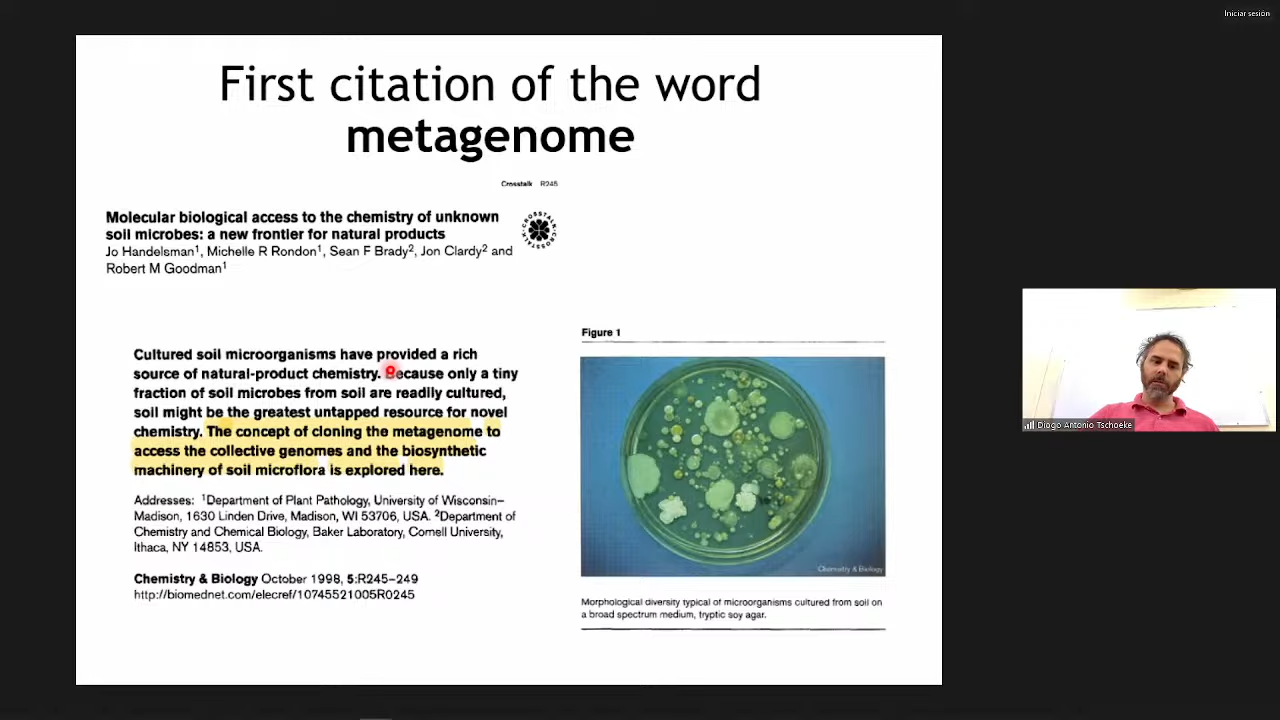 Iniciar sesión
First citation of the word
metagenome
Crosstalk R245
Molecular biological access to the chemistry of unknown
soil microbes: a new frontier for natural products
Jo Handelsman¹, Michelle R Rondon¹, Sean F Brady², Jon Clardy² and
Robert M Goodman¹
CROSSTALK · CROSSTALK ·
Cultured soil microorganisms have provided a rich
source of natural-product chemistry. Because only a tiny
fraction of soil microbes from soil are readily cultured,
soil might be the greatest untapped resource for novel
chemistry. The concept of cloning the metagenome to
access the collective genomes and the biosynthetic
machinery of soil microflora is explored here.
Addresses: ¹Department of Plant Pathology, University of Wisconsin–
Madison, 1630 Linden Drive, Madison, WI 53706, USA. ²Department of
Chemistry and Chemical Biology, Baker Laboratory, Cornell University,
Ithaca, NY 14853, USA.
Chemistry & Biology October 1998, 5:R245–249
http://biomednet.com/elecref/10745521005R0245
Figure 1
Chemistry & Biology
Morphological diversity typical of microorganisms cultured from soil on
a broad spectrum medium, tryptic soy agar.
Diogo Antonio Tschoeke